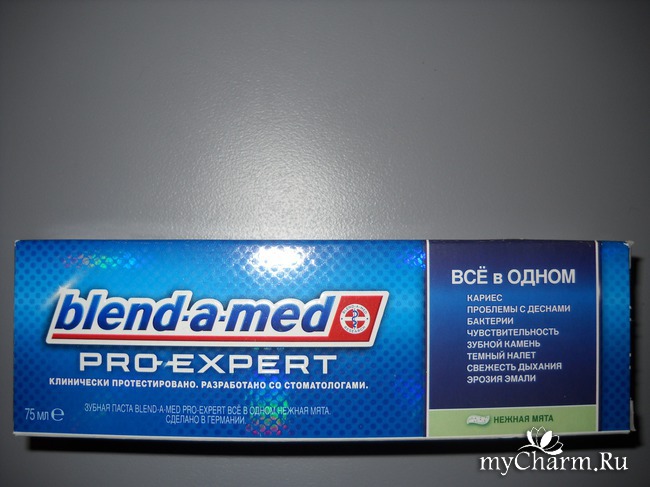 blend-a-med
PRO-EXPERT
КЛИНИЧЕСКИ ПРОТЕСТИРОВАНО. РАЗРАБОТАНО СО СТОМАТОЛОГАМИ.
75 мл e
ЗУБНАЯ ПАСТА BLEND-A-MED PRO-EXPERT ВСЁ В ОДНОМ НЕЖНАЯ МЯТА
СДЕЛАНО В ГЕРМАНИИ.
ВСЁ в ОДНОМ
КАРИЕС
ПРОБЛЕМЫ С ДЕСНАМИ
БАКТЕРИИ
ЧУВСТВИТЕЛЬНОСТЬ
ЗУБНОЙ КАМЕНЬ
ТЕМНЫЙ НАЛЕТ
СВЕЖЕСТЬ ДЫХАНИЯ
ЭРОЗИЯ ЭМАЛИ
НЕЖНАЯ МЯТА
myCharm.Ru